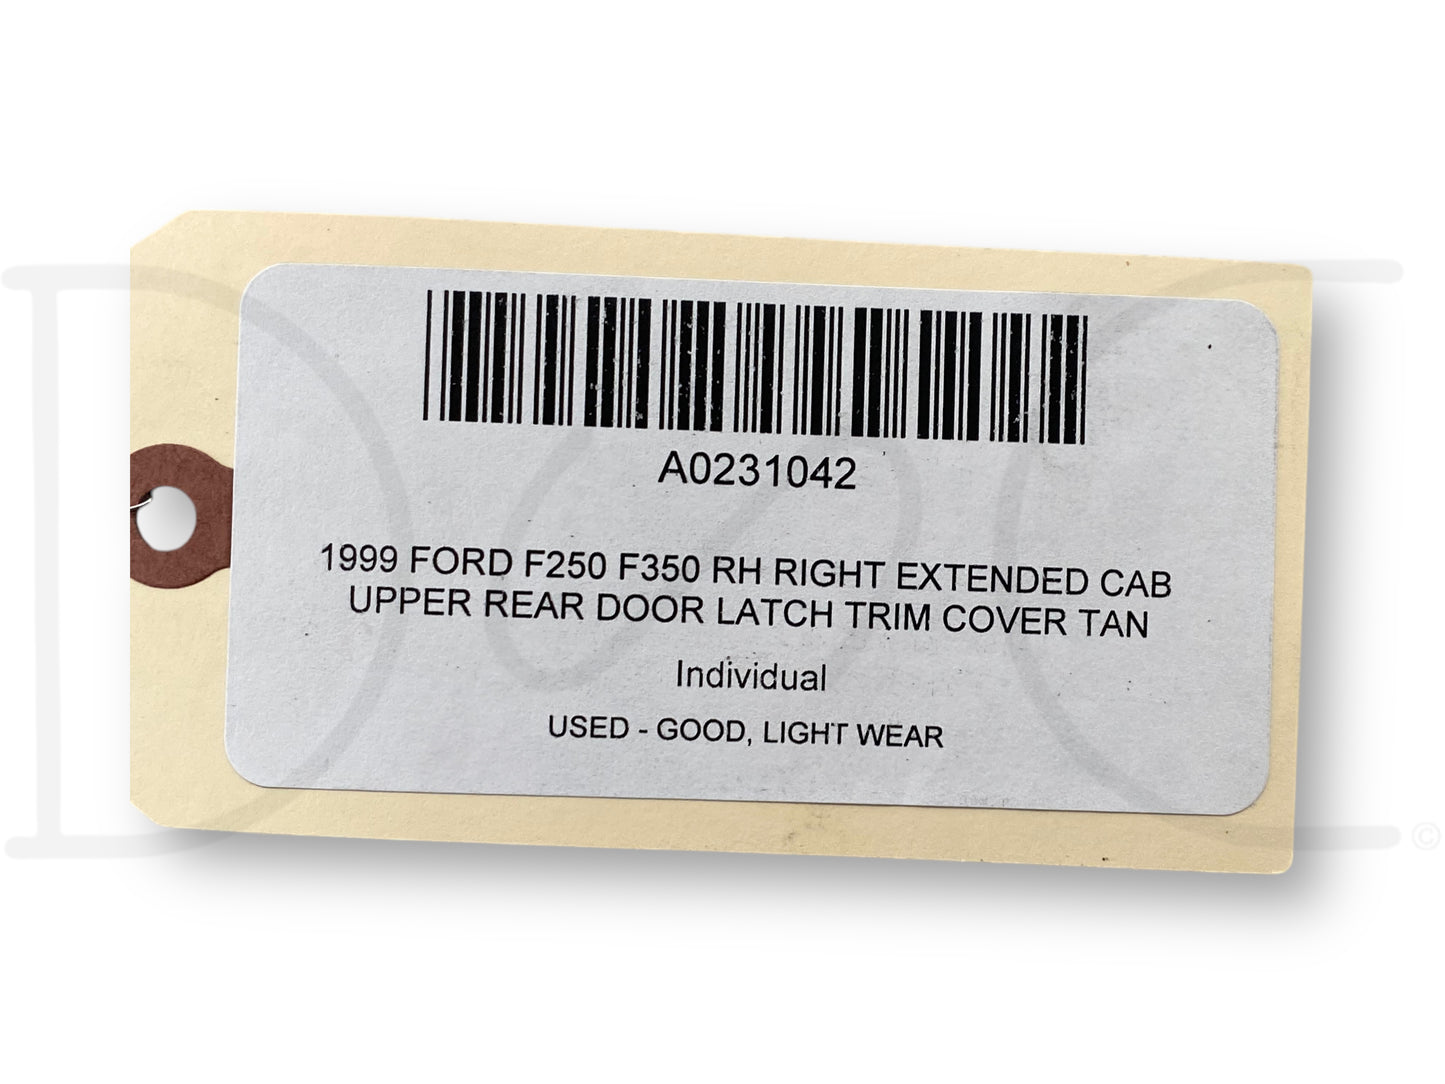 A0231042
1999 FORD F250 F350 RH RIGHT EXTENDED CAB
UPPER REAR DOOR LATCH TRIM COVER TAN
Individual
USED - GOOD, LIGHT WEAR
©